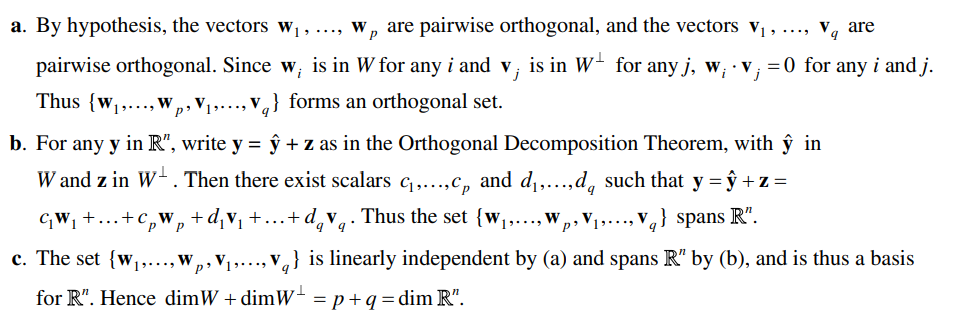 a. By hypothesis, the vectors w₁, …, wₚ are pairwise orthogonal, and the vectors v₁, …, v_q are
pairwise orthogonal. Since wᵢ is in W for any i and vⱼ is in W⊥ for any j, wᵢ · vⱼ = 0 for any i and j.
Thus {w₁,…,wₚ,v₁,…,v_q} forms an orthogonal set.
b. For any y in ℝⁿ, write y = ŷ + z as in the Orthogonal Decomposition Theorem, with ŷ in
W and z in W⊥. Then there exist scalars c₁,…,cₚ and d₁,…,d_q such that y = ŷ + z =
c₁w₁ +…+ cₚwₚ + d₁v₁ +…+ d_qv_q. Thus the set {w₁,…,wₚ,v₁,…,v_q} spans ℝⁿ.
c. The set {w₁,…,wₚ,v₁,…,v_q} is linearly independent by (a) and spans ℝⁿ by (b), and is thus a basis
for ℝⁿ. Hence dimW + dimW⊥ = p + q = dim ℝⁿ.